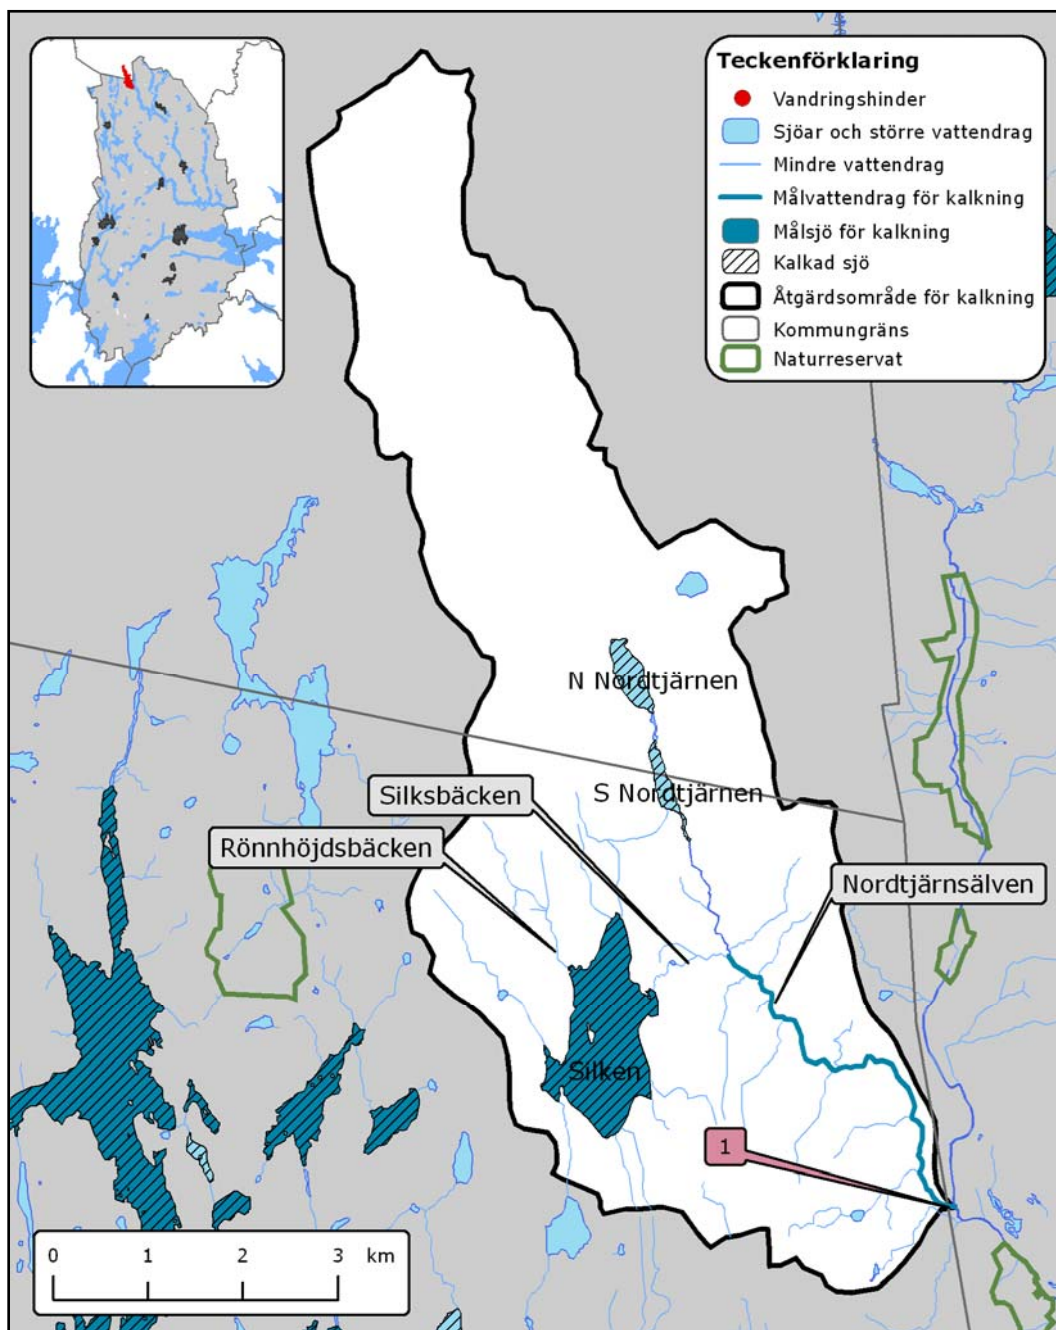 Teckenförklaring
Vandringshinder
Sjöar och större vattendrag
Mindre vattendrag
Målvattendrag för kalkning
Målsjö för kalkning
Kalkad sjö
Åtgärdsområde för kalkning
Kommungräns
Naturreservat
N Nordtjärnen
S Nordtjärnen
Silksbäcken
Rönnhöjdsbäcken
Nordtjärnsälven
Silken
1
0 1 2 3 km